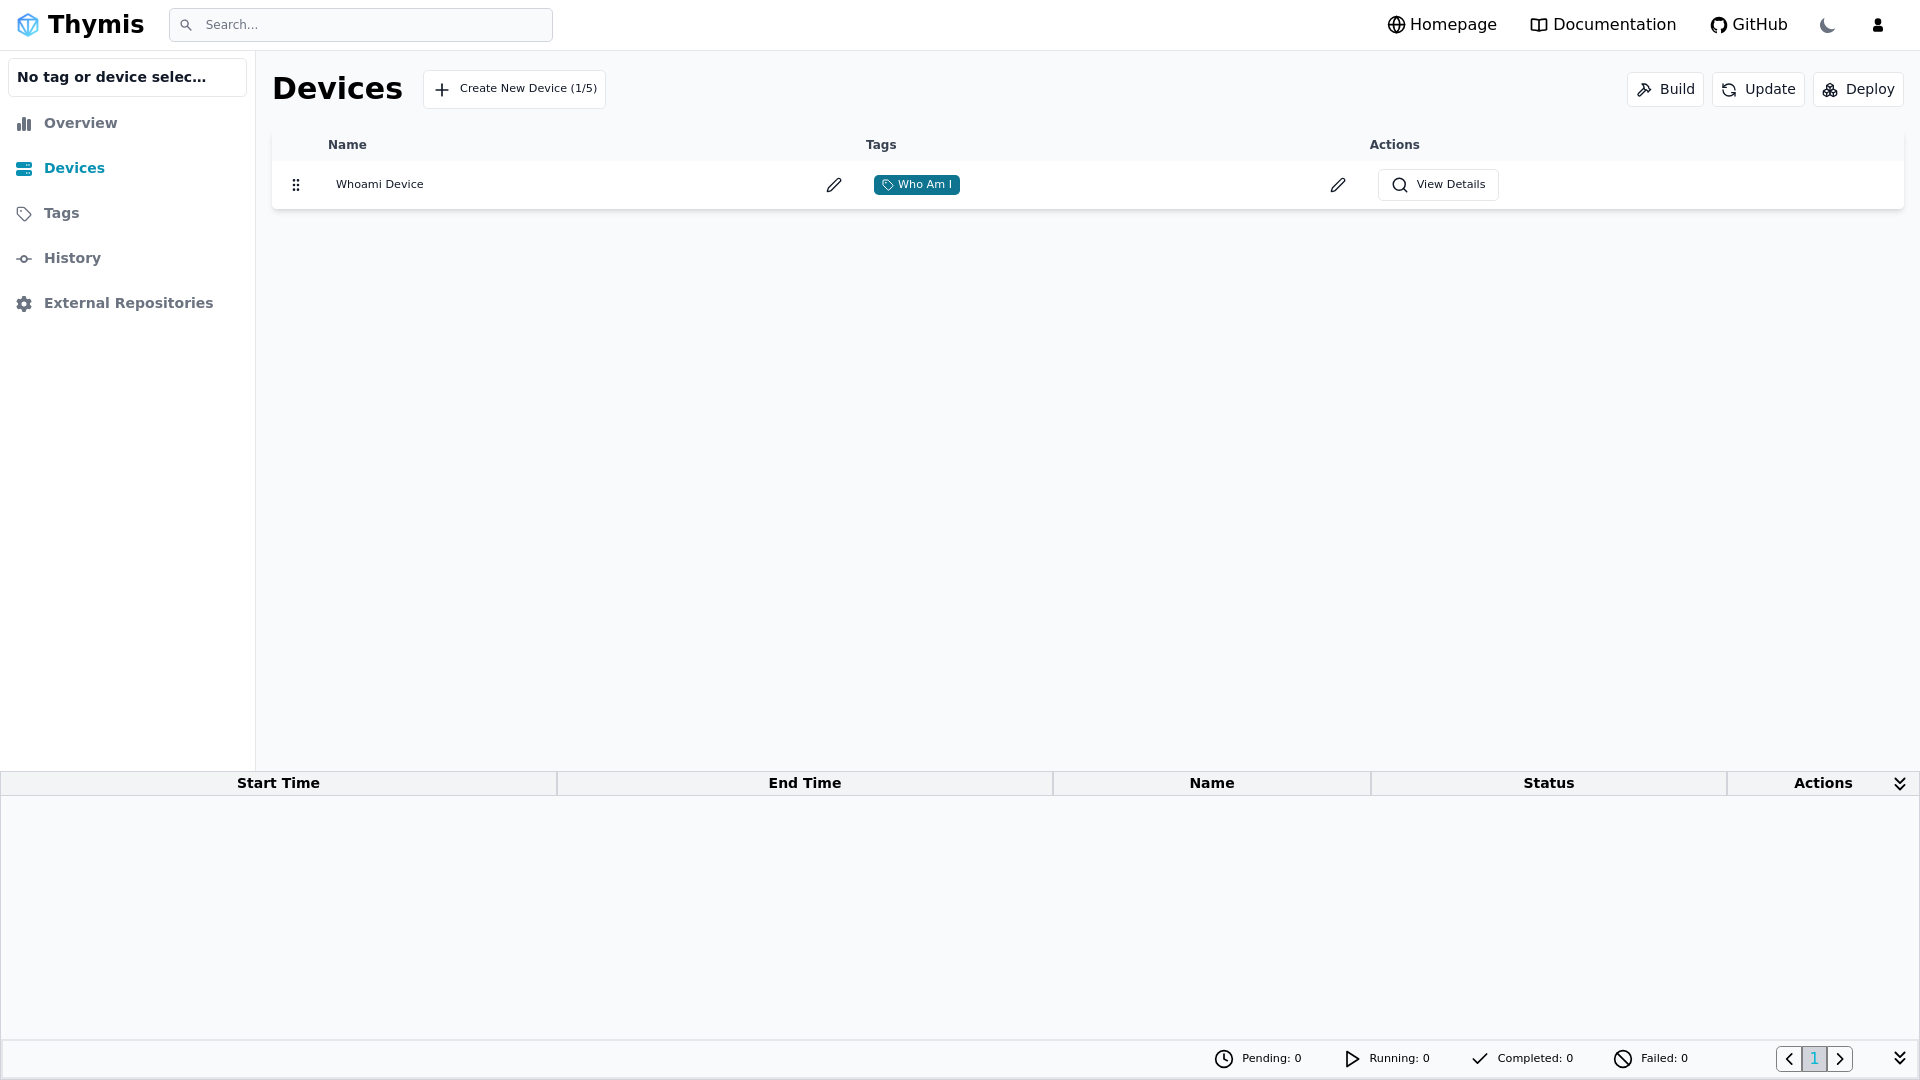 Thymis
Search...
Homepage
Documentation
GitHub
No tag or device selec...
Overview
Devices
Tags
History
External Repositories
Devices
Create New Device (1/5)
Build
Update
Deploy
Name
Tags
Actions
Whoami Device
Who Am I
View Details
Start Time
End Time
Name
Status
Actions
Pending: 0
Running: 0
Completed: 0
Failed: 0
1